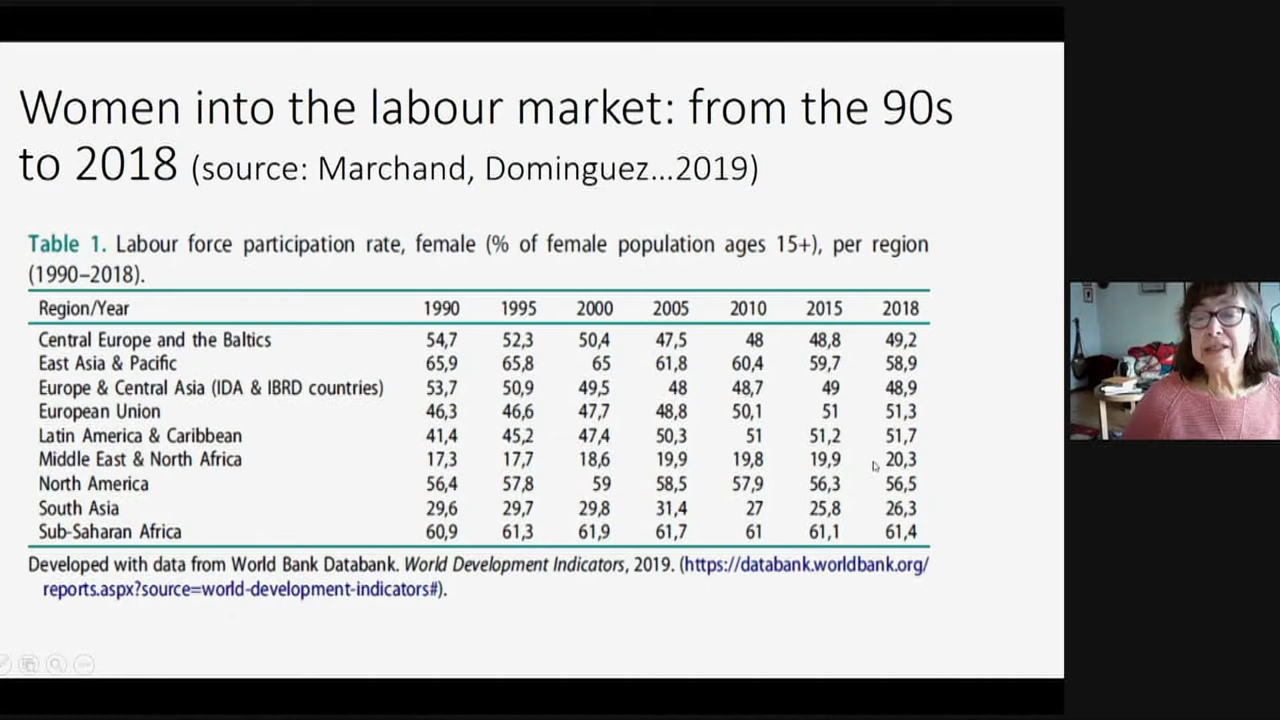 Women into the labour market: from the 90s
to 2018 (source: Marchand, Dominguez...2019)
Table 1. Labour force participation rate, female (% of female population ages 15+), per region
(1990–2018).
Region/Year 1990 1995 2000 2005 2010 2015 2018
Central Europe and the Baltics 54,7 52,3 50,4 47,5 48 48,8 49,2
East Asia & Pacific 65,9 65,8 65 61,8 60,4 59,7 58,9
Europe & Central Asia (IDA & IBRD countries) 53,7 50,9 49,5 48 48,7 49 48,9
European Union 46,3 46,6 47,7 48,8 50,1 51 51,3
Latin America & Caribbean 41,4 45,2 47,4 50,3 51 51,2 51,7
Middle East & North Africa 17,3 17,7 18,6 19,9 19,8 19,9 20,3
North America 56,4 57,8 59 58,5 57,9 56,3 56,5
South Asia 29,6 29,7 29,8 31,4 27 25,8 26,3
Sub-Saharan Africa 60,9 61,3 61,9 61,7 61 61,1 61,4
Developed with data from World Bank Databank. World Development Indicators, 2019. (https://databank.worldbank.org/
reports.aspx?source=world-development-indicators#).